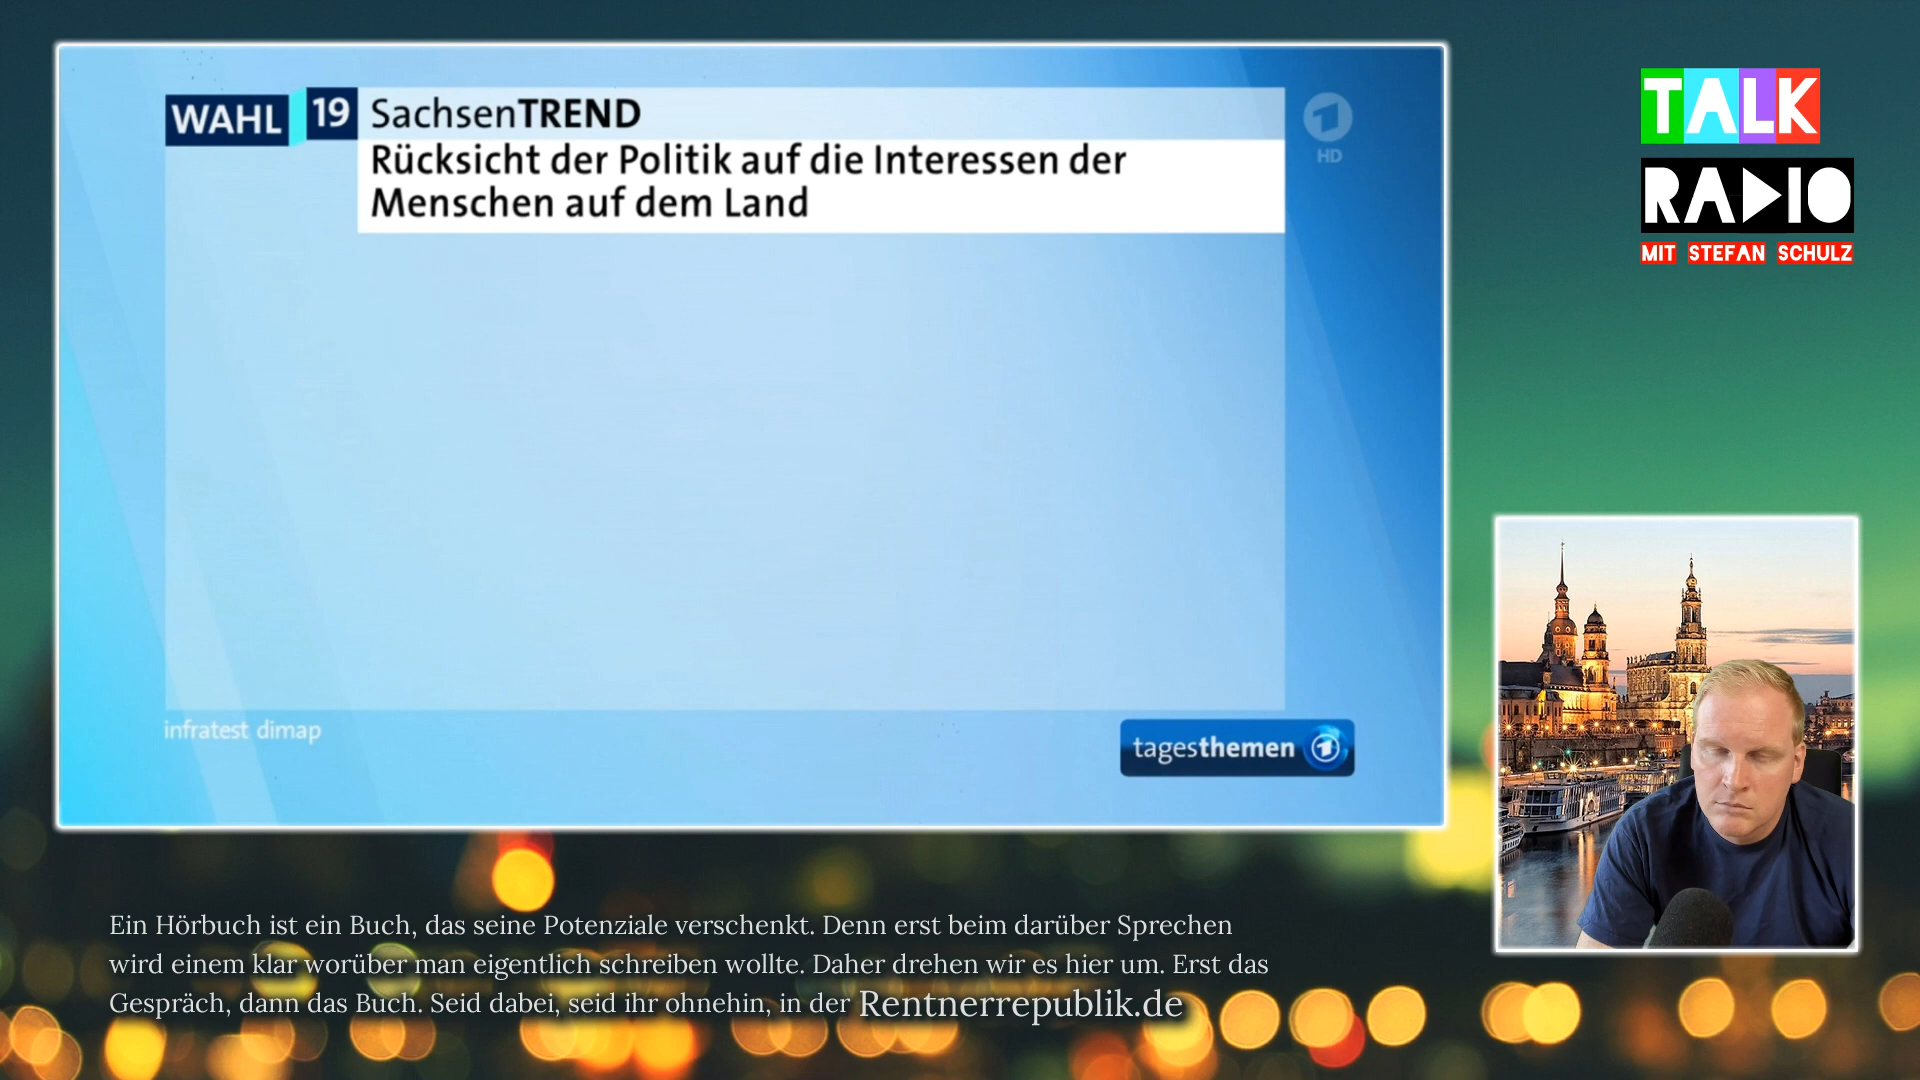 WAHL 19 SachsenTREND
Rücksicht der Politik auf die Interessen der
Menschen auf dem Land
HD
infratest dimap
tagesthemen
TALK
RADIO
MIT STEFAN SCHULZ
Ein Hörbuch ist ein Buch, das seine Potenziale verschenkt. Denn erst beim darüber Sprechen
wird einem klar worüber man eigentlich schreiben wollte. Daher drehen wir es hier um. Erst das
Gespräch, dann das Buch. Seid dabei, seid ihr ohnehin, in der Rentnerrepublik.de